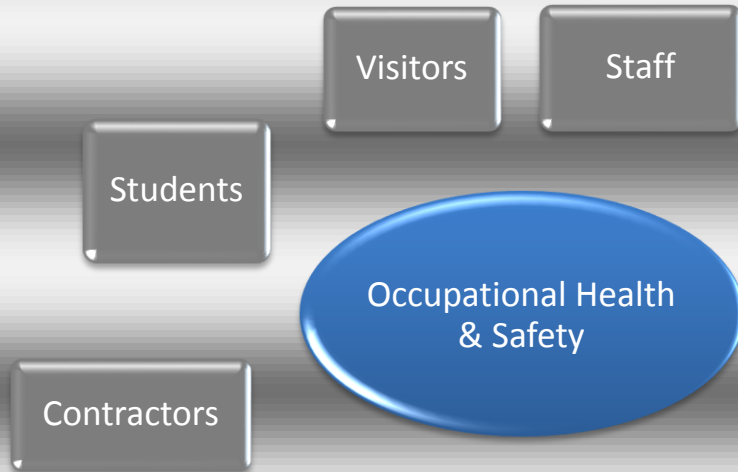 Visitors
Staff
Students
Occupational Health
& Safety
Contractors